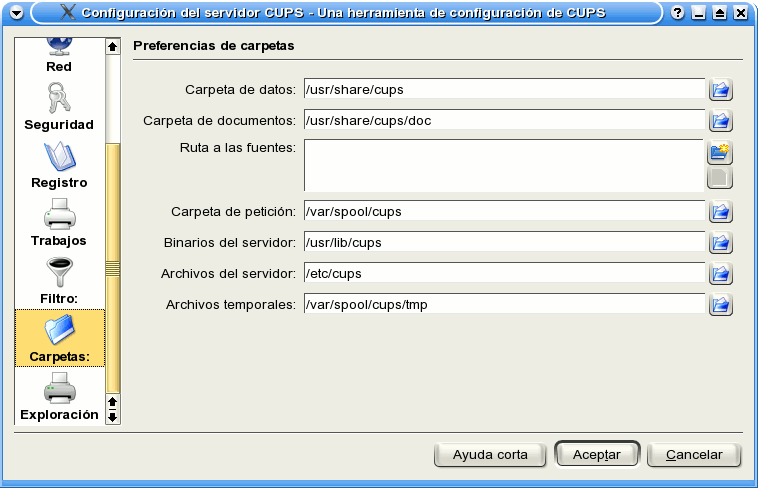 Configuración del servidor CUPS - Una herramienta de configuración de CUPS
Red
Seguridad
Registro
Trabajos
Filtro:
Carpetas:
Exploración
Preferencias de carpetas
Carpeta de datos: /usr/share/cups
Carpeta de documentos: /usr/share/cups/doc
Ruta a las fuentes:
Carpeta de petición: /var/spool/cups
Binarios del servidor: /usr/lib/cups
Archivos del servidor: /etc/cups
Archivos temporales: /var/spool/cups/tmp
Ayuda corta Aceptar Cancelar